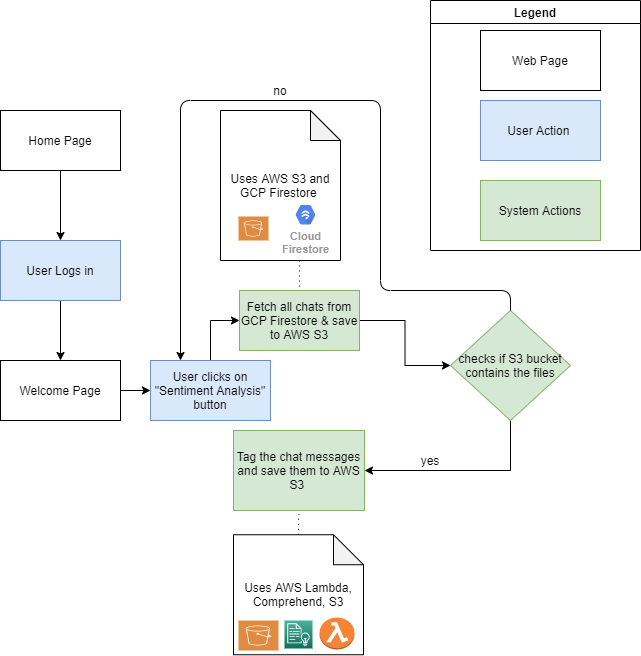 Legend
Web Page
User Action
System Actions
no
Home Page
User Logs in
Welcome Page
Uses AWS S3 and
GCP Firestore
Cloud
Firestore
Fetch all chats from
GCP Firestore & save
to AWS S3
User clicks on
"Sentiment Analysis"
button
checks if S3 bucket
contains the files
yes
Tag the chat messages
and save them to AWS
S3
Uses AWS Lambda,
Comprehend, S3